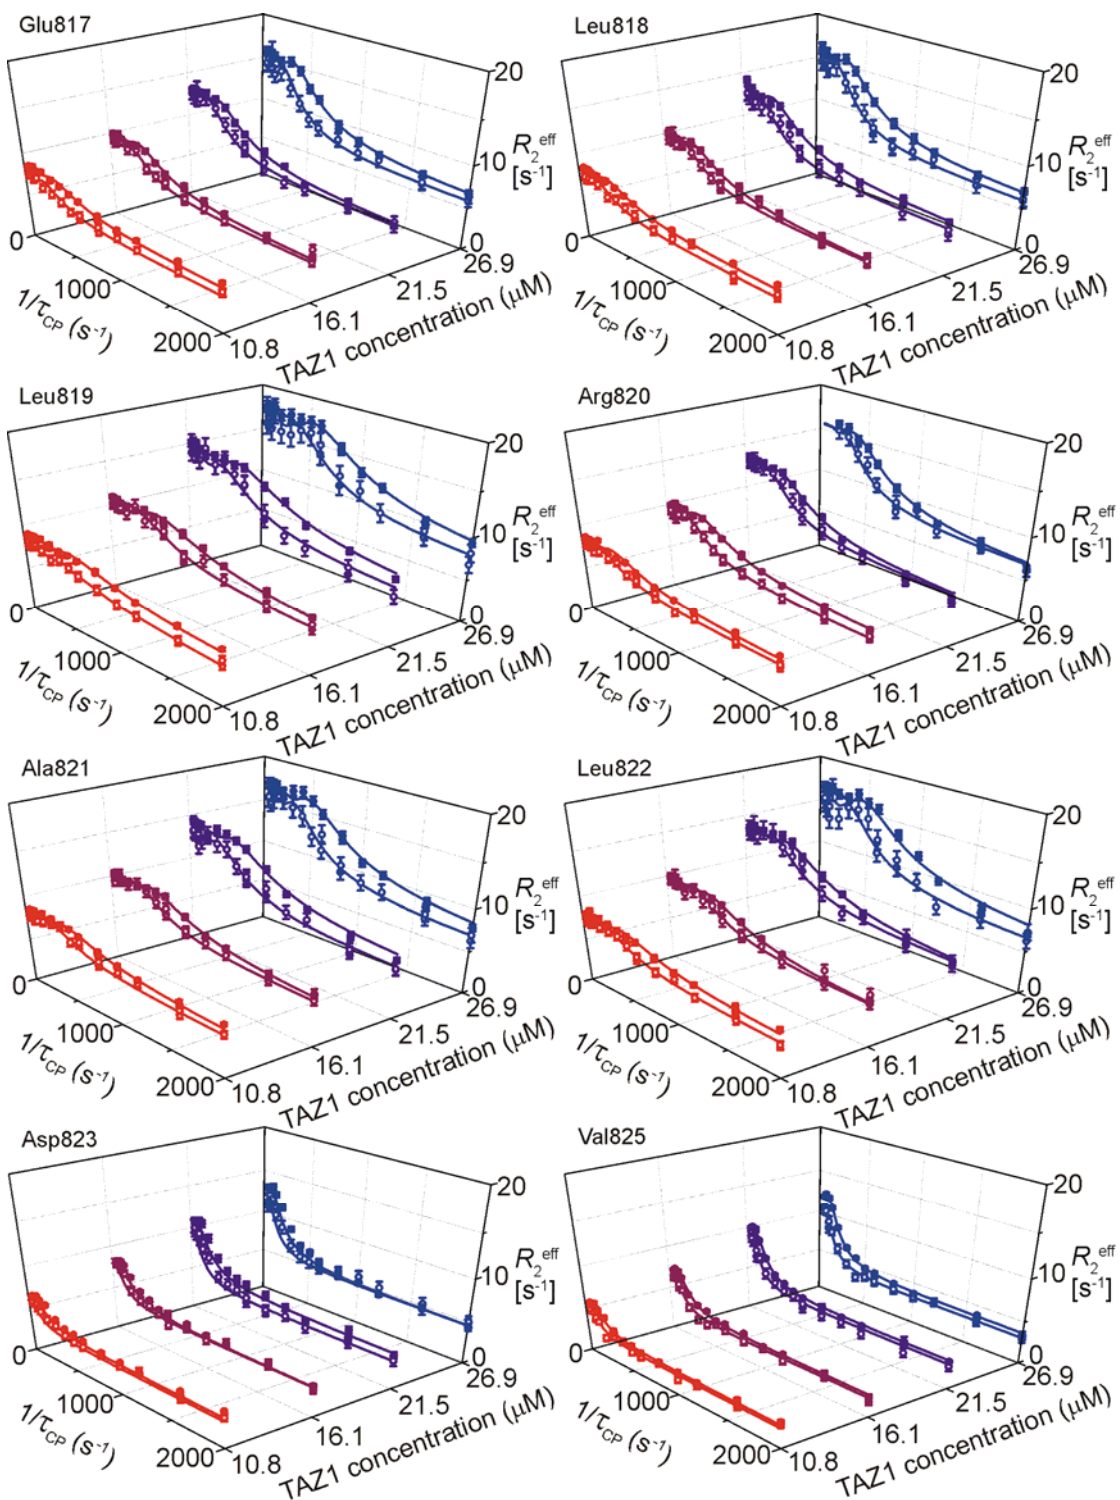 Glu817
20
10
0
R2eff
[s-1]
0
1000
2000
1/τCP (s-1)
10.8
16.1
21.5
26.9
TAZ1 concentration (μM)
Leu818
20
10
0
R2eff
[s-1]
0
1000
2000
1/τCP (s-1)
10.8
16.1
21.5
26.9
TAZ1 concentration (μM)
Leu819
20
10
0
R2eff
[s-1]
0
1000
2000
1/τCP (s-1)
10.8
16.1
21.5
26.9
TAZ1 concentration (μM)
Arg820
20
10
0
R2eff
[s-1]
0
1000
2000
1/τCP (s-1)
10.8
16.1
21.5
26.9
TAZ1 concentration (μM)
Ala821
20
10
0
R2eff
[s-1]
0
1000
2000
1/τCP (s-1)
10.8
16.1
21.5
26.9
TAZ1 concentration (μM)
Leu822
20
10
0
R2eff
[s-1]
0
1000
2000
1/τCP (s-1)
10.8
16.1
21.5
26.9
TAZ1 concentration (μM)
Asp823
20
10
0
R2eff
[s-1]
0
1000
2000
1/τCP (s-1)
10.8
16.1
21.5
26.9
TAZ1 concentration (μM)
Val825
20
10
0
R2eff
[s-1]
0
1000
2000
1/τCP (s-1)
10.8
16.1
21.5
26.9
TAZ1 concentration (μM)